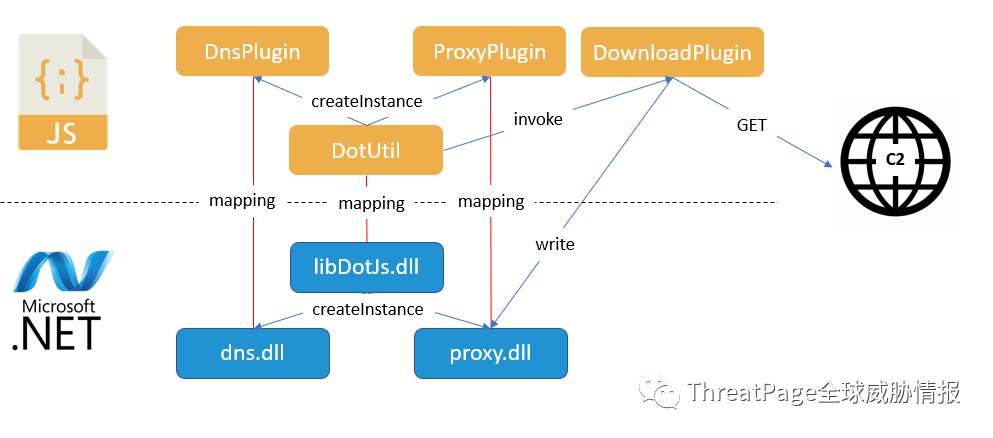 DnsPlugin
ProxyPlugin
DownloadPlugin
{;}
JS
createInstance
invoke
GET
DotUtil
C2
mapping
mapping
mapping
write
libDotJs.dll
Microsoft
.NET
createInstance
dns.dll
proxy.dll
ThreatPage全球威胁情报